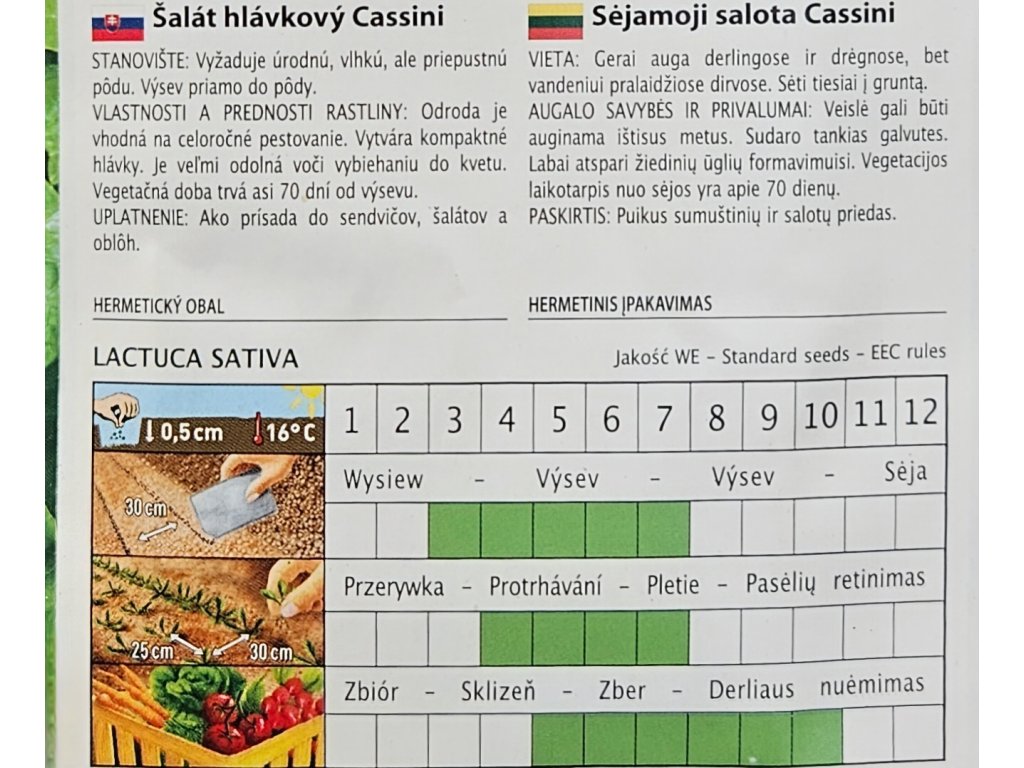 Šalát hlávkový Cassini
STANOVIŠTE: Vyžaduje úrodnú, vlhkú, ale priepustnú
pôdu. Výsev priamo do pôdy.
VLASTNOSTI A PREDNOSTI RASTLINY: Odroda je
vhodná na celoročné pestovanie. Vytvára kompaktné
hlávky. Je veľmi odolná voči vybiehaniu do kvetu.
Vegetačná doba trvá asi 70 dní od výsevu.
UPLATNENIE: Ako prísada do sendvičov, šalátov a
oblôh.
HERMETICKÝ OBAL
Sėjamoji salota Cassini
VIETA: Gerai auga derlingose ir drėgnose, bet
vandeniui pralaidžiose dirvose. Sėti tiesiai į gruntą.
AUGALO SAVYBĖS IR PRIVALUMAI: Veislė gali būti
auginama ištisus metus. Sudaro tankias galvutes.
Labai atspari žiedinių ūglių formavimuisi. Vegetacijos
laikotarpis nuo sėjos yra apie 70 dienų.
PASKIRTIS: Puikus sumuštinių ir salotų priedas.
HERMETINIS ĮPAKAVIMAS
LACTUCA SATIVA
Jakość WE – Standard seeds – EEC rules
0,5cm 16°C
1 2 3 4 5 6 7 8 9 10 11 12
Wysiew – Výsev – Výsev – Sėja
30 cm
Przerywka – Protrhávání – Pletie – Pasėlių retinimas
25 cm 30 cm
Zbiór – Sklizeň – Zber – Derliaus nuėmimas